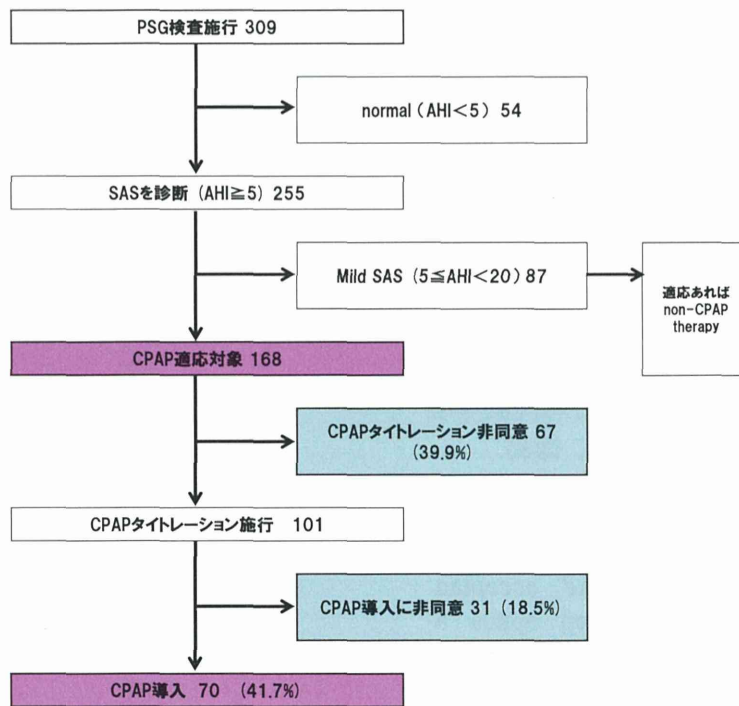 PSG検査施行 309
normal (AHI<5) 54
SASを診断 (AHI≧5) 255
Mild SAS (5≦AHI<20) 87
適応あれば
non-CPAP
therapy
CPAP適応対象 168
CPAPタイトレーション非同意 67
(39.9%)
CPAPタイトレーション施行 101
CPAP導入に非同意 31 (18.5%)
CPAP導入 70 (41.7%)